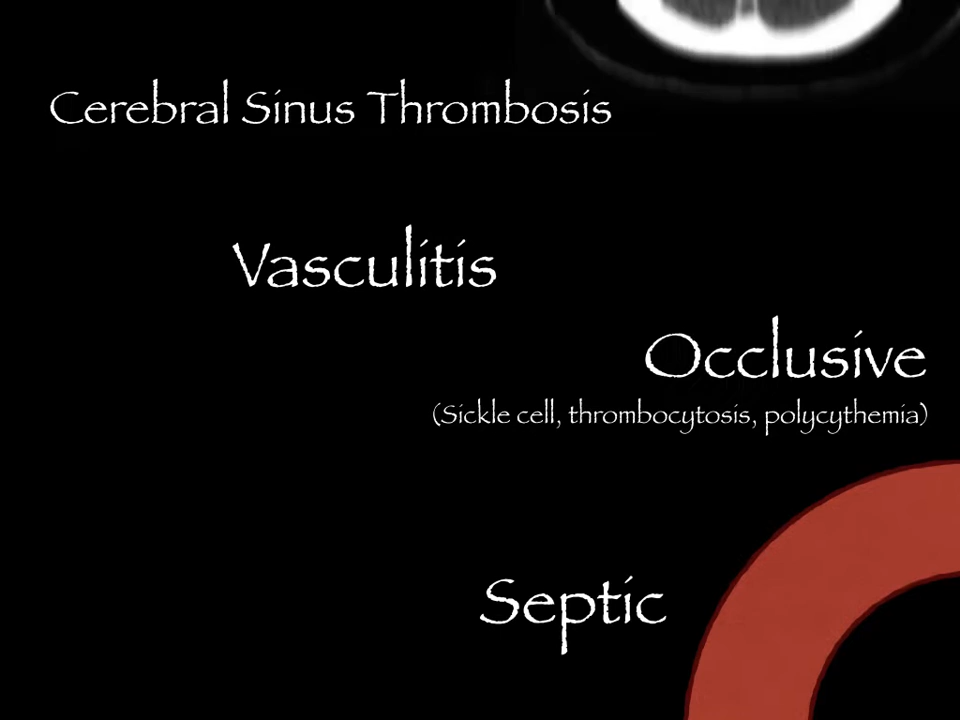 Cerebral Sinus Thrombosis
Vasculitis
Occlusive
(Sickle cell, thrombocytosis, polycythemia)
Septic